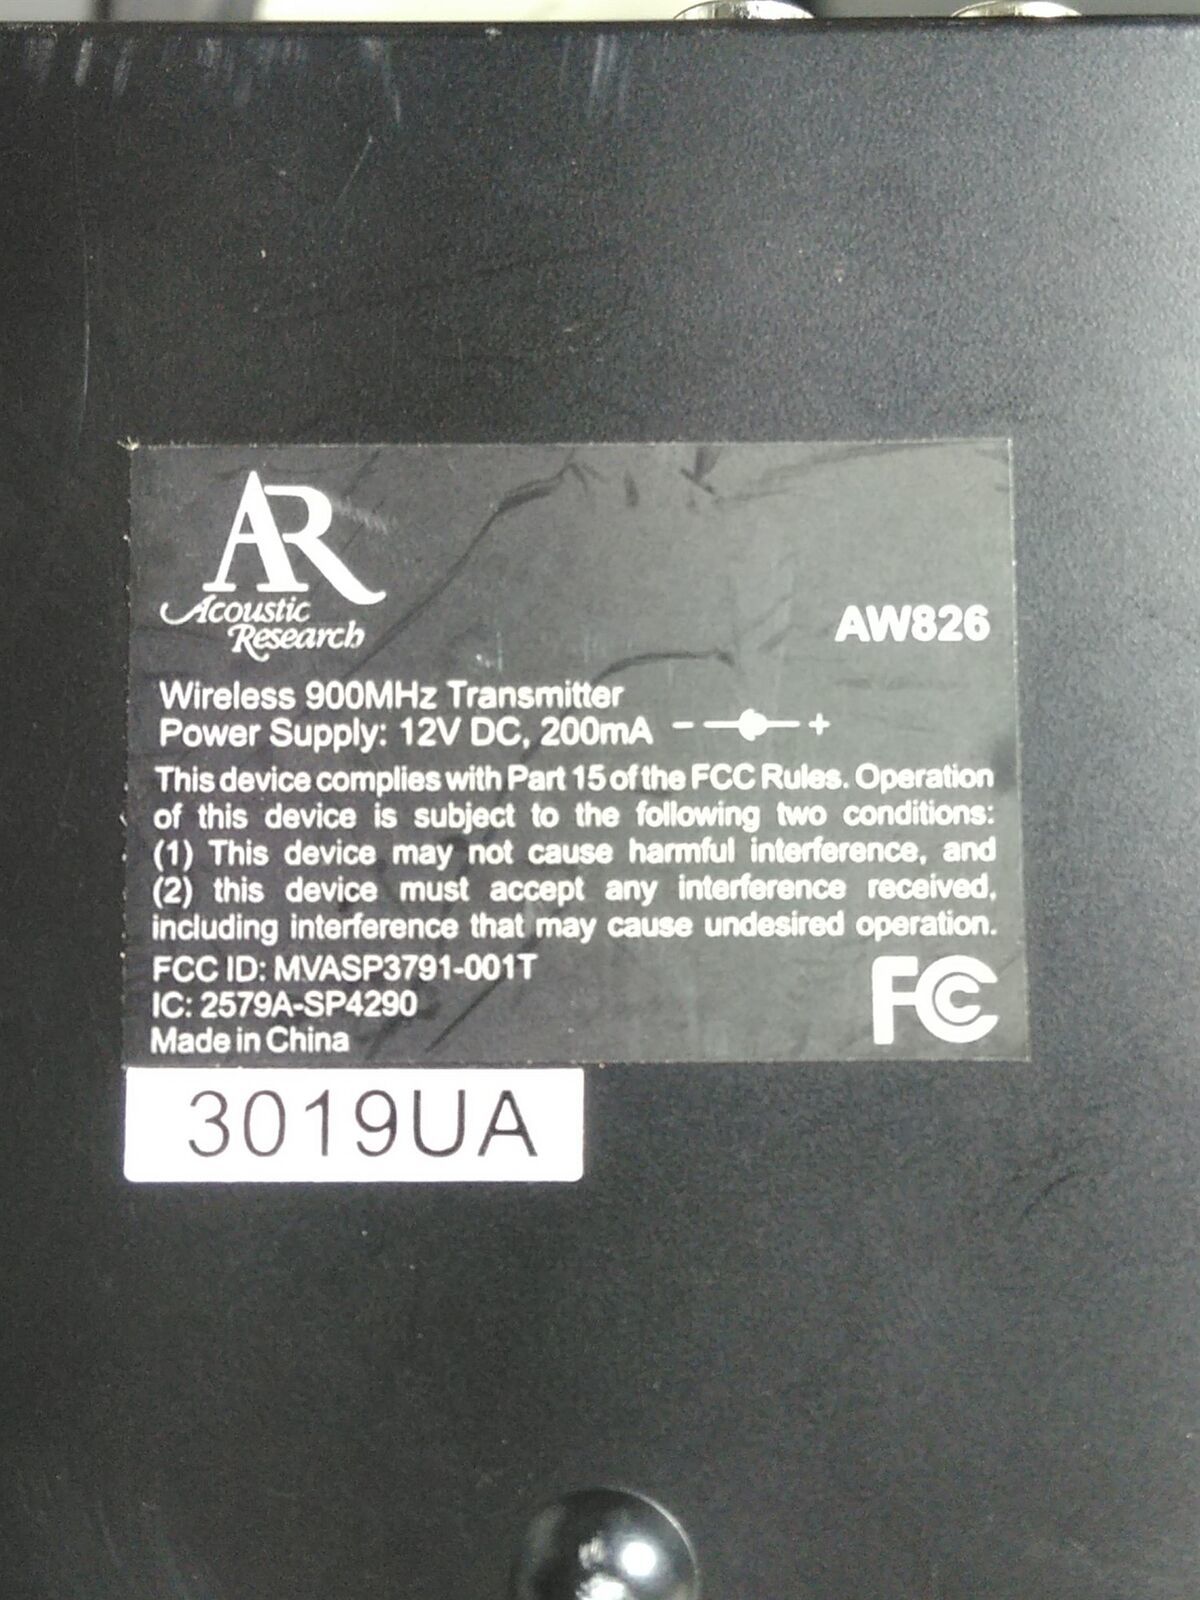 AR
Acoustic
Research
AW826
Wireless 900MHz Transmitter
Power Supply: 12V DC, 200mA - +
This device complies with Part 15 of the FCC Rules. Operation
of this device is subject to the following two conditions:
(1) This device may not cause harmful interference, and
(2) this device must accept any interference received,
including interference that may cause undesired operation.
FCC ID: MVASP3791-001T
IC: 2579A-SP4290
Made in China
FC
3019UA